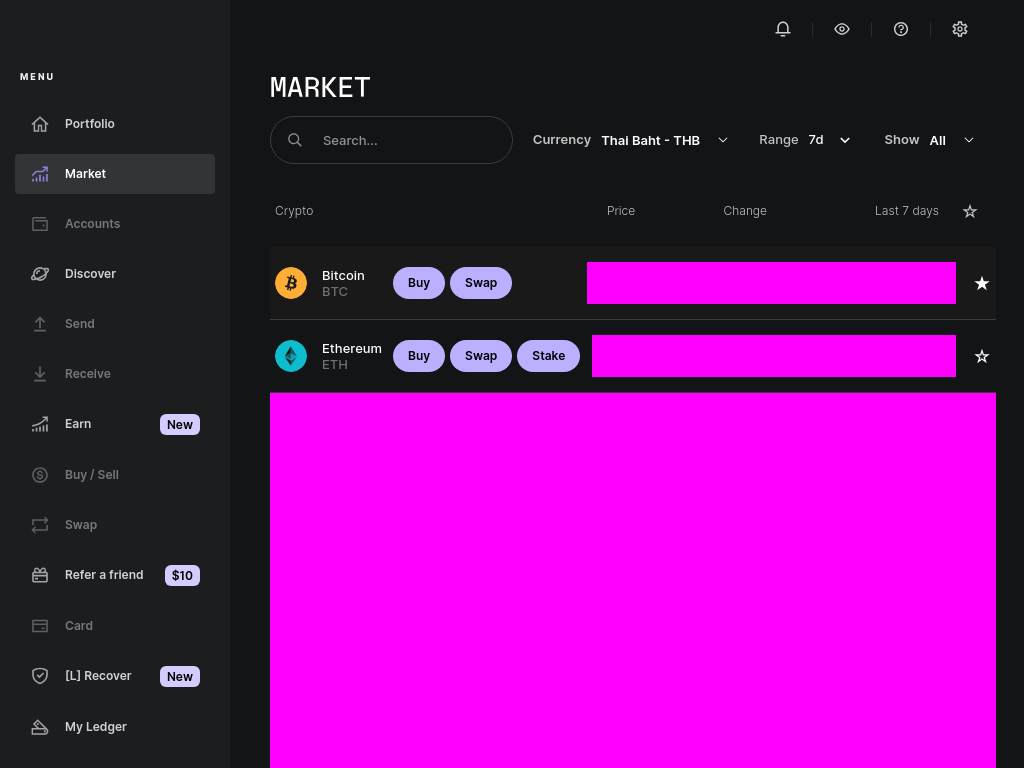 MENU
Portfolio
Market
Accounts
Discover
Send
Receive
Earn New
Buy / Sell
Swap
Refer a friend $10
Card
[L] Recover New
My Ledger
MARKET
Search...
Currency Thai Baht - THB Range 7d Show All
Crypto Price Change Last 7 days
Bitcoin
BTC
Buy Swap
Ethereum
ETH
Buy Swap Stake